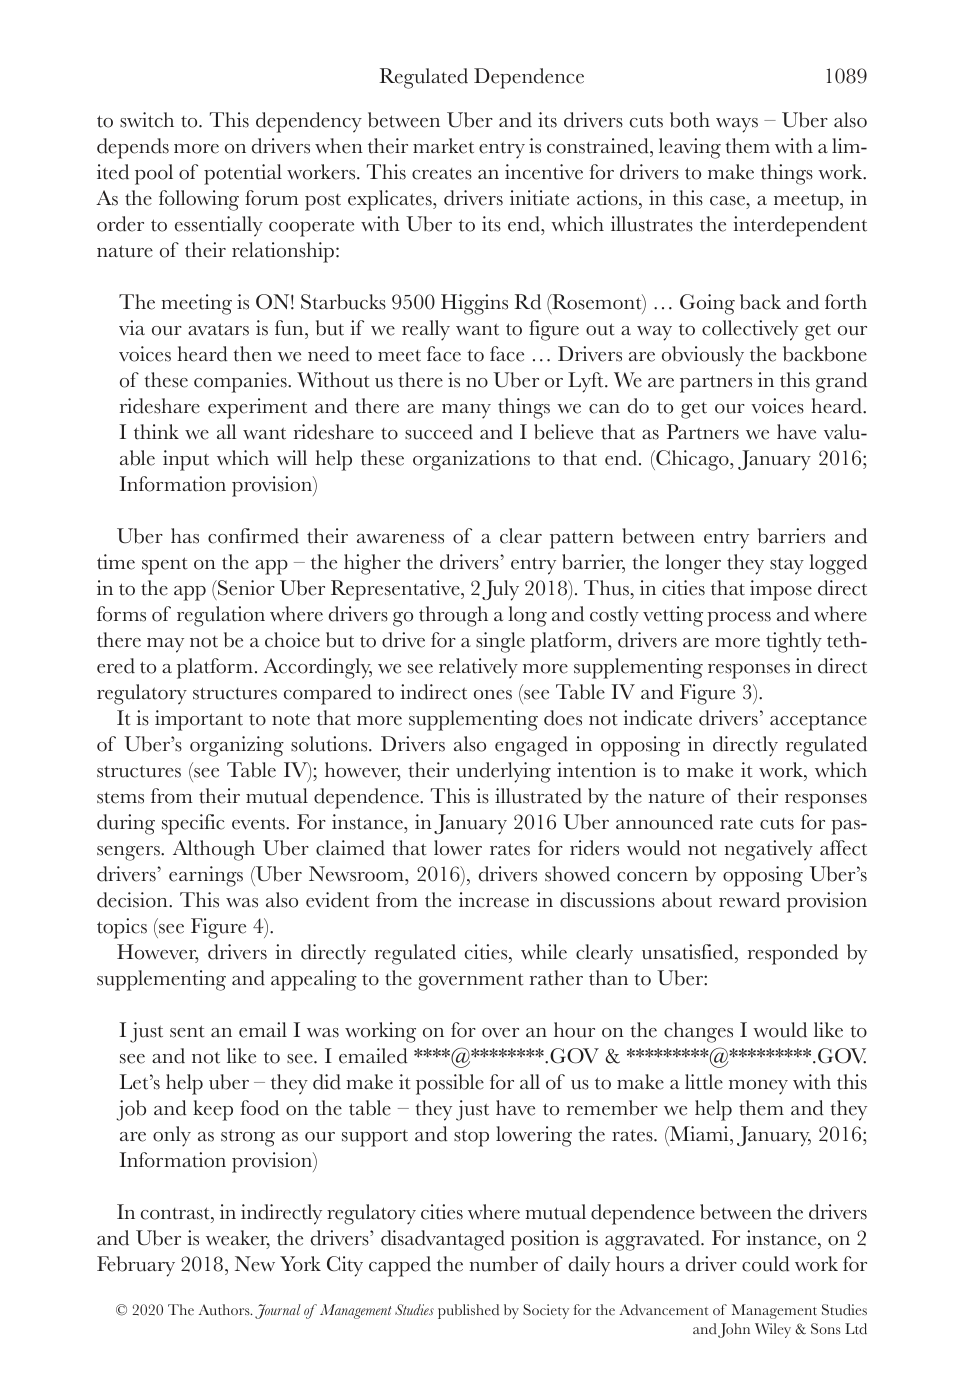 Regulated Dependence 1089
to switch to. This dependency between Uber and its drivers cuts both ways – Uber also
depends more on drivers when their market entry is constrained, leaving them with a lim-
ited pool of potential workers. This creates an incentive for drivers to make things work.
As the following forum post explicates, drivers initiate actions, in this case, a meetup, in
order to essentially cooperate with Uber to its end, which illustrates the interdependent
nature of their relationship:
The meeting is ON! Starbucks 9500 Higgins Rd (Rosemont) … Going back and forth
via our avatars is fun, but if we really want to figure out a way to collectively get our
voices heard then we need to meet face to face … Drivers are obviously the backbone
of these companies. Without us there is no Uber or Lyft. We are partners in this grand
rideshare experiment and there are many things we can do to get our voices heard.
I think we all want rideshare to succeed and I believe that as Partners we have valu-
able input which will help these organizations to that end. (Chicago, January 2016;
Information provision)
Uber has confirmed their awareness of a clear pattern between entry barriers and
time spent on the app – the higher the drivers’ entry barrier, the longer they stay logged
in to the app (Senior Uber Representative, 2 July 2018). Thus, in cities that impose direct
forms of regulation where drivers go through a long and costly vetting process and where
there may not be a choice but to drive for a single platform, drivers are more tightly teth-
ered to a platform. Accordingly, we see relatively more supplementing responses in direct
regulatory structures compared to indirect ones (see Table IV and Figure 3).
It is important to note that more supplementing does not indicate drivers’ acceptance
of Uber’s organizing solutions. Drivers also engaged in opposing in directly regulated
structures (see Table IV); however, their underlying intention is to make it work, which
stems from their mutual dependence. This is illustrated by the nature of their responses
during specific events. For instance, in January 2016 Uber announced rate cuts for pas-
sengers. Although Uber claimed that lower rates for riders would not negatively affect
drivers’ earnings (Uber Newsroom, 2016), drivers showed concern by opposing Uber’s
decision. This was also evident from the increase in discussions about reward provision
topics (see Figure 4).
However, drivers in directly regulated cities, while clearly unsatisfied, responded by
supplementing and appealing to the government rather than to Uber:
I just sent an email I was working on for over an hour on the changes I would like to
see and not like to see. I emailed ****@********.GOV & *********@*********.GOV.
Let’s help uber – they did make it possible for all of us to make a little money with this
job and keep food on the table – they just have to remember we help them and they
are only as strong as our support and stop lowering the rates. (Miami, January, 2016;
Information provision)
In contrast, in indirectly regulatory cities where mutual dependence between the drivers
and Uber is weaker, the drivers’ disadvantaged position is aggravated. For instance, on 2
February 2018, New York City capped the number of daily hours a driver could work for
© 2020 The Authors. Journal of Management Studies published by Society for the Advancement of Management Studies
and John Wiley & Sons Ltd